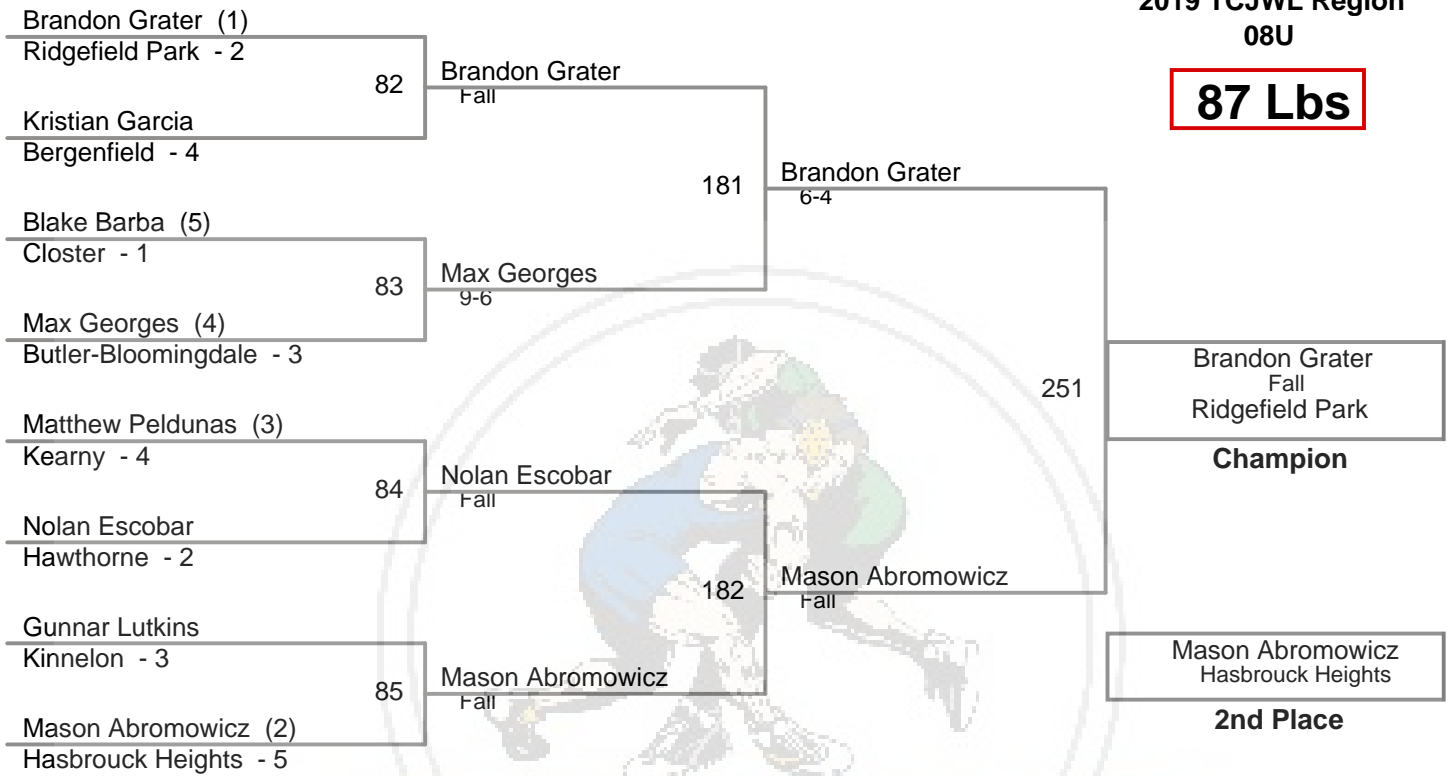 2019 TCJWL Region
08U
87 Lbs
Brandon Grater (1)
Ridgefield Park - 2
82
Kristian Garcia
Bergenfield - 4
Blake Barba (5)
Closter - 1
83
Max Georges (4)
Butler-Bloomingdale - 3
Matthew Peldunas (3)
Kearny - 4
84
Nolan Escobar
Hawthorne - 2
Gunnar Lutkins
Kinnelon - 3
85
Mason Abromowicz (2)
Hasbrouck Heights - 5
Brandon Grater
Fall
181
Max Georges
9-6
Nolan Escobar
Fall
182
Mason Abromowicz
Fall
Brandon Grater
6-4
251
Mason Abromowicz
Fall
Brandon Grater
Fall
Ridgefield Park
Champion
Mason Abromowicz
Hasbrouck Heights
2nd Place